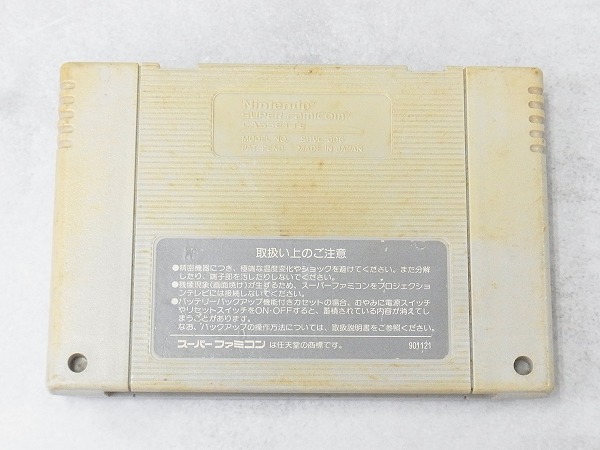 Nintendo
SUPER Famicom
CASSETTE
MODEL NO.
PAT. PEND. MADE IN JAPAN
取扱い上のご注意
●精密機器につき、極端な温度変化やショックを避けてください。また分解
したり、端子部を汚したりしないでください。
●残像現象(画面焼け)が生ずるため、スーパーファミコンをプロジェクショ
ンテレビには接続しないでください。
●バッテリーバックアップ機能付きカセットの場合、むやみに電源スイッチ
やリセットスイッチをON・OFFすると、蓄積されている内容が消えてし
まうことがあります。
なお、バックアップの操作方法については、取扱説明書をご参照ください。
スーパーファミコン は任天堂の商標です。 901121